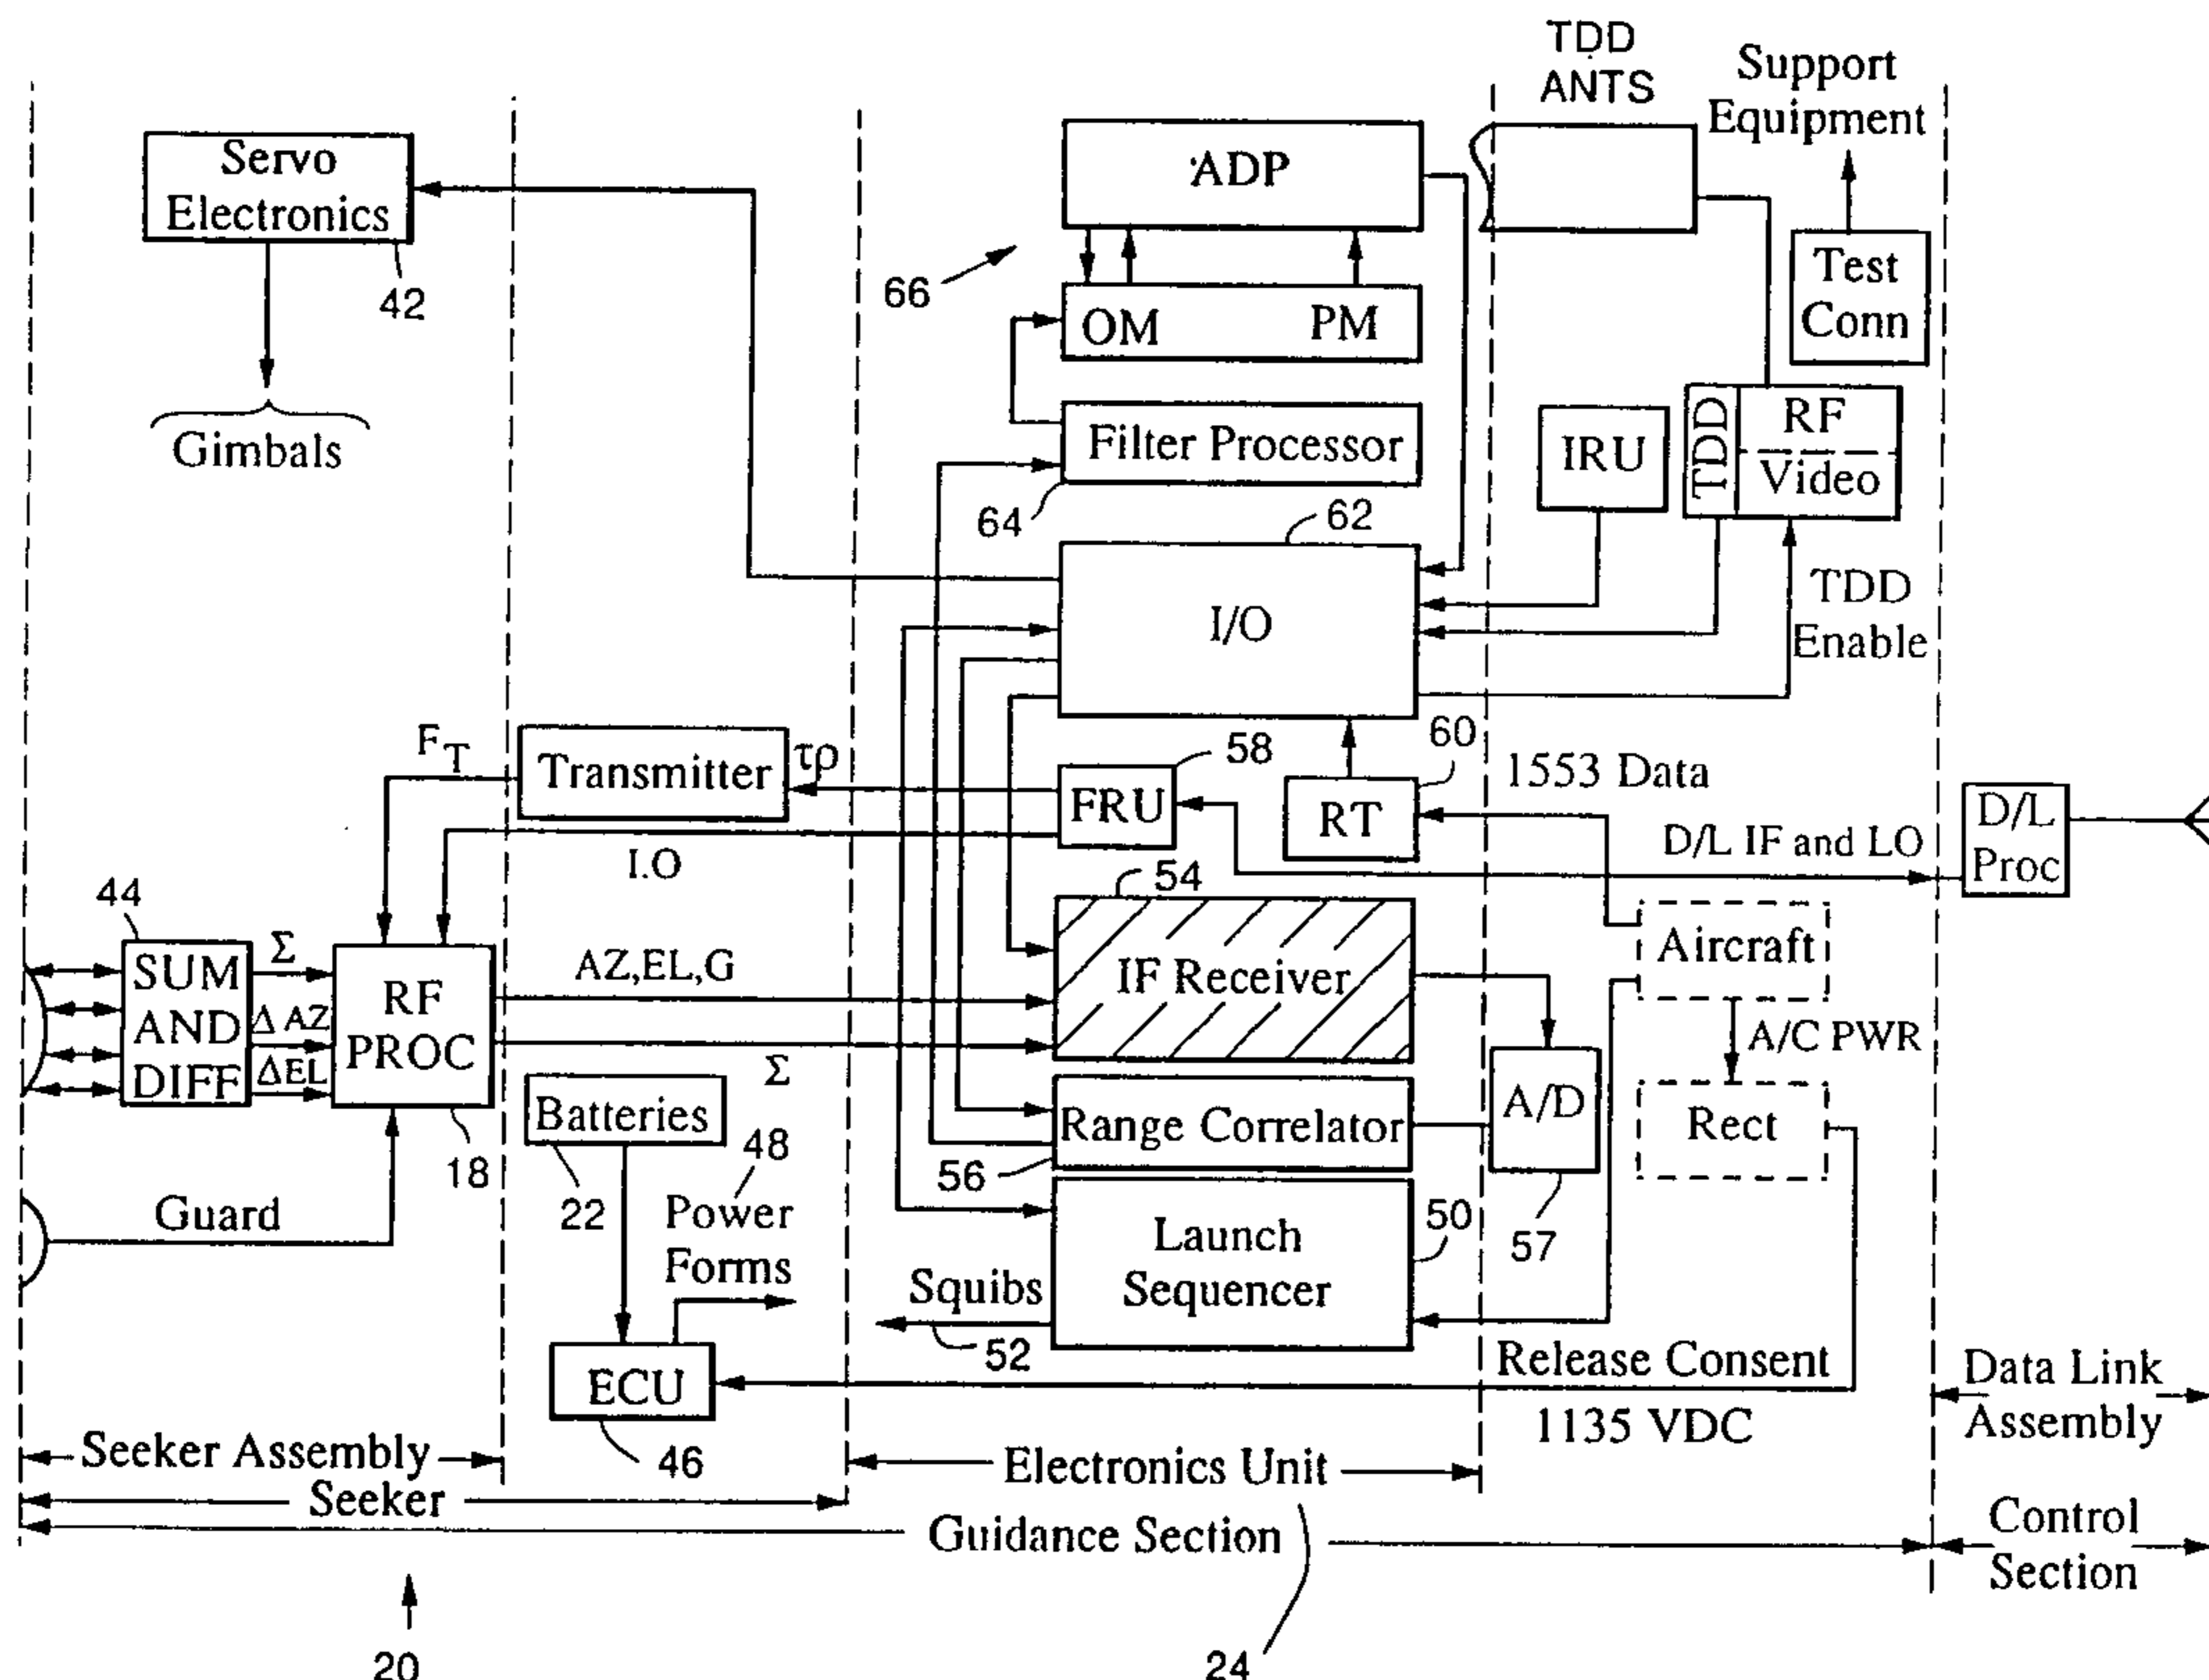 TDD
ANTS
Support
Equipment
Servo
Electronics
42
Gimbals
ADP
66
OM PM
Filter Processor
64
62
I/O
Test
Conn
IRU
TDD
RF
Video
TDD
Enable
F T
Transmitter
τρ
58
FRU
60
RT
1553 Data
D/L IF and LO
D/L
Proc
I.O
44
SUM
AND
DIFF
Σ
Δ AZ
ΔEL
RF
PROC
18
AZ,EL,G
Σ
54
IF Receiver
Aircraft
A/C PWR
Rect
A/D
57
Batteries
22
48
Power
Forms
Range Correlator
56
Guard
Launch
Sequencer
50
Squibs
52
ECU
46
Release Consent
1135 VDC
Data Link
Assembly
Seeker Assembly
Electronics Unit
Seeker
Guidance Section
Control
Section
20
24